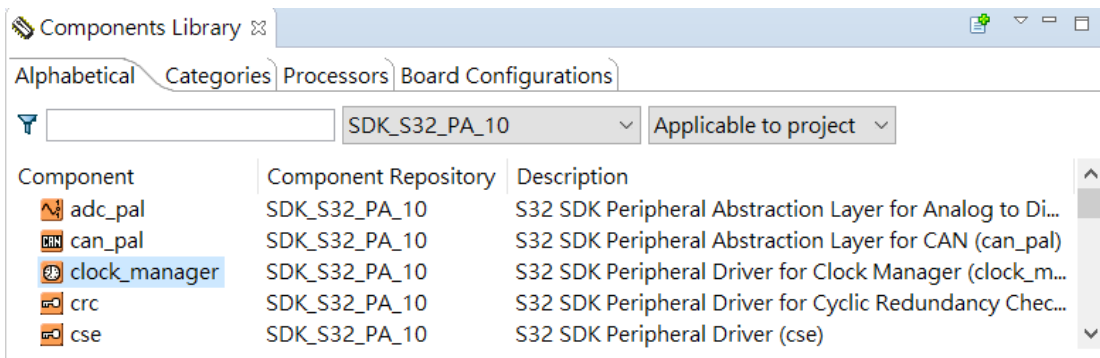 Components Library
Alphabetical Categories Processors Board Configurations
SDK_S32_PA_10 Applicable to project
Component Component Repository Description
adc_pal SDK_S32_PA_10 S32 SDK Peripheral Abstraction Layer for Analog to Di...
CAN can_pal SDK_S32_PA_10 S32 SDK Peripheral Abstraction Layer for CAN (can_pal)
clock_manager SDK_S32_PA_10 S32 SDK Peripheral Driver for Clock Manager (clock_m...
crc SDK_S32_PA_10 S32 SDK Peripheral Driver for Cyclic Redundancy Chec...
cse SDK_S32_PA_10 S32 SDK Peripheral Driver (cse)